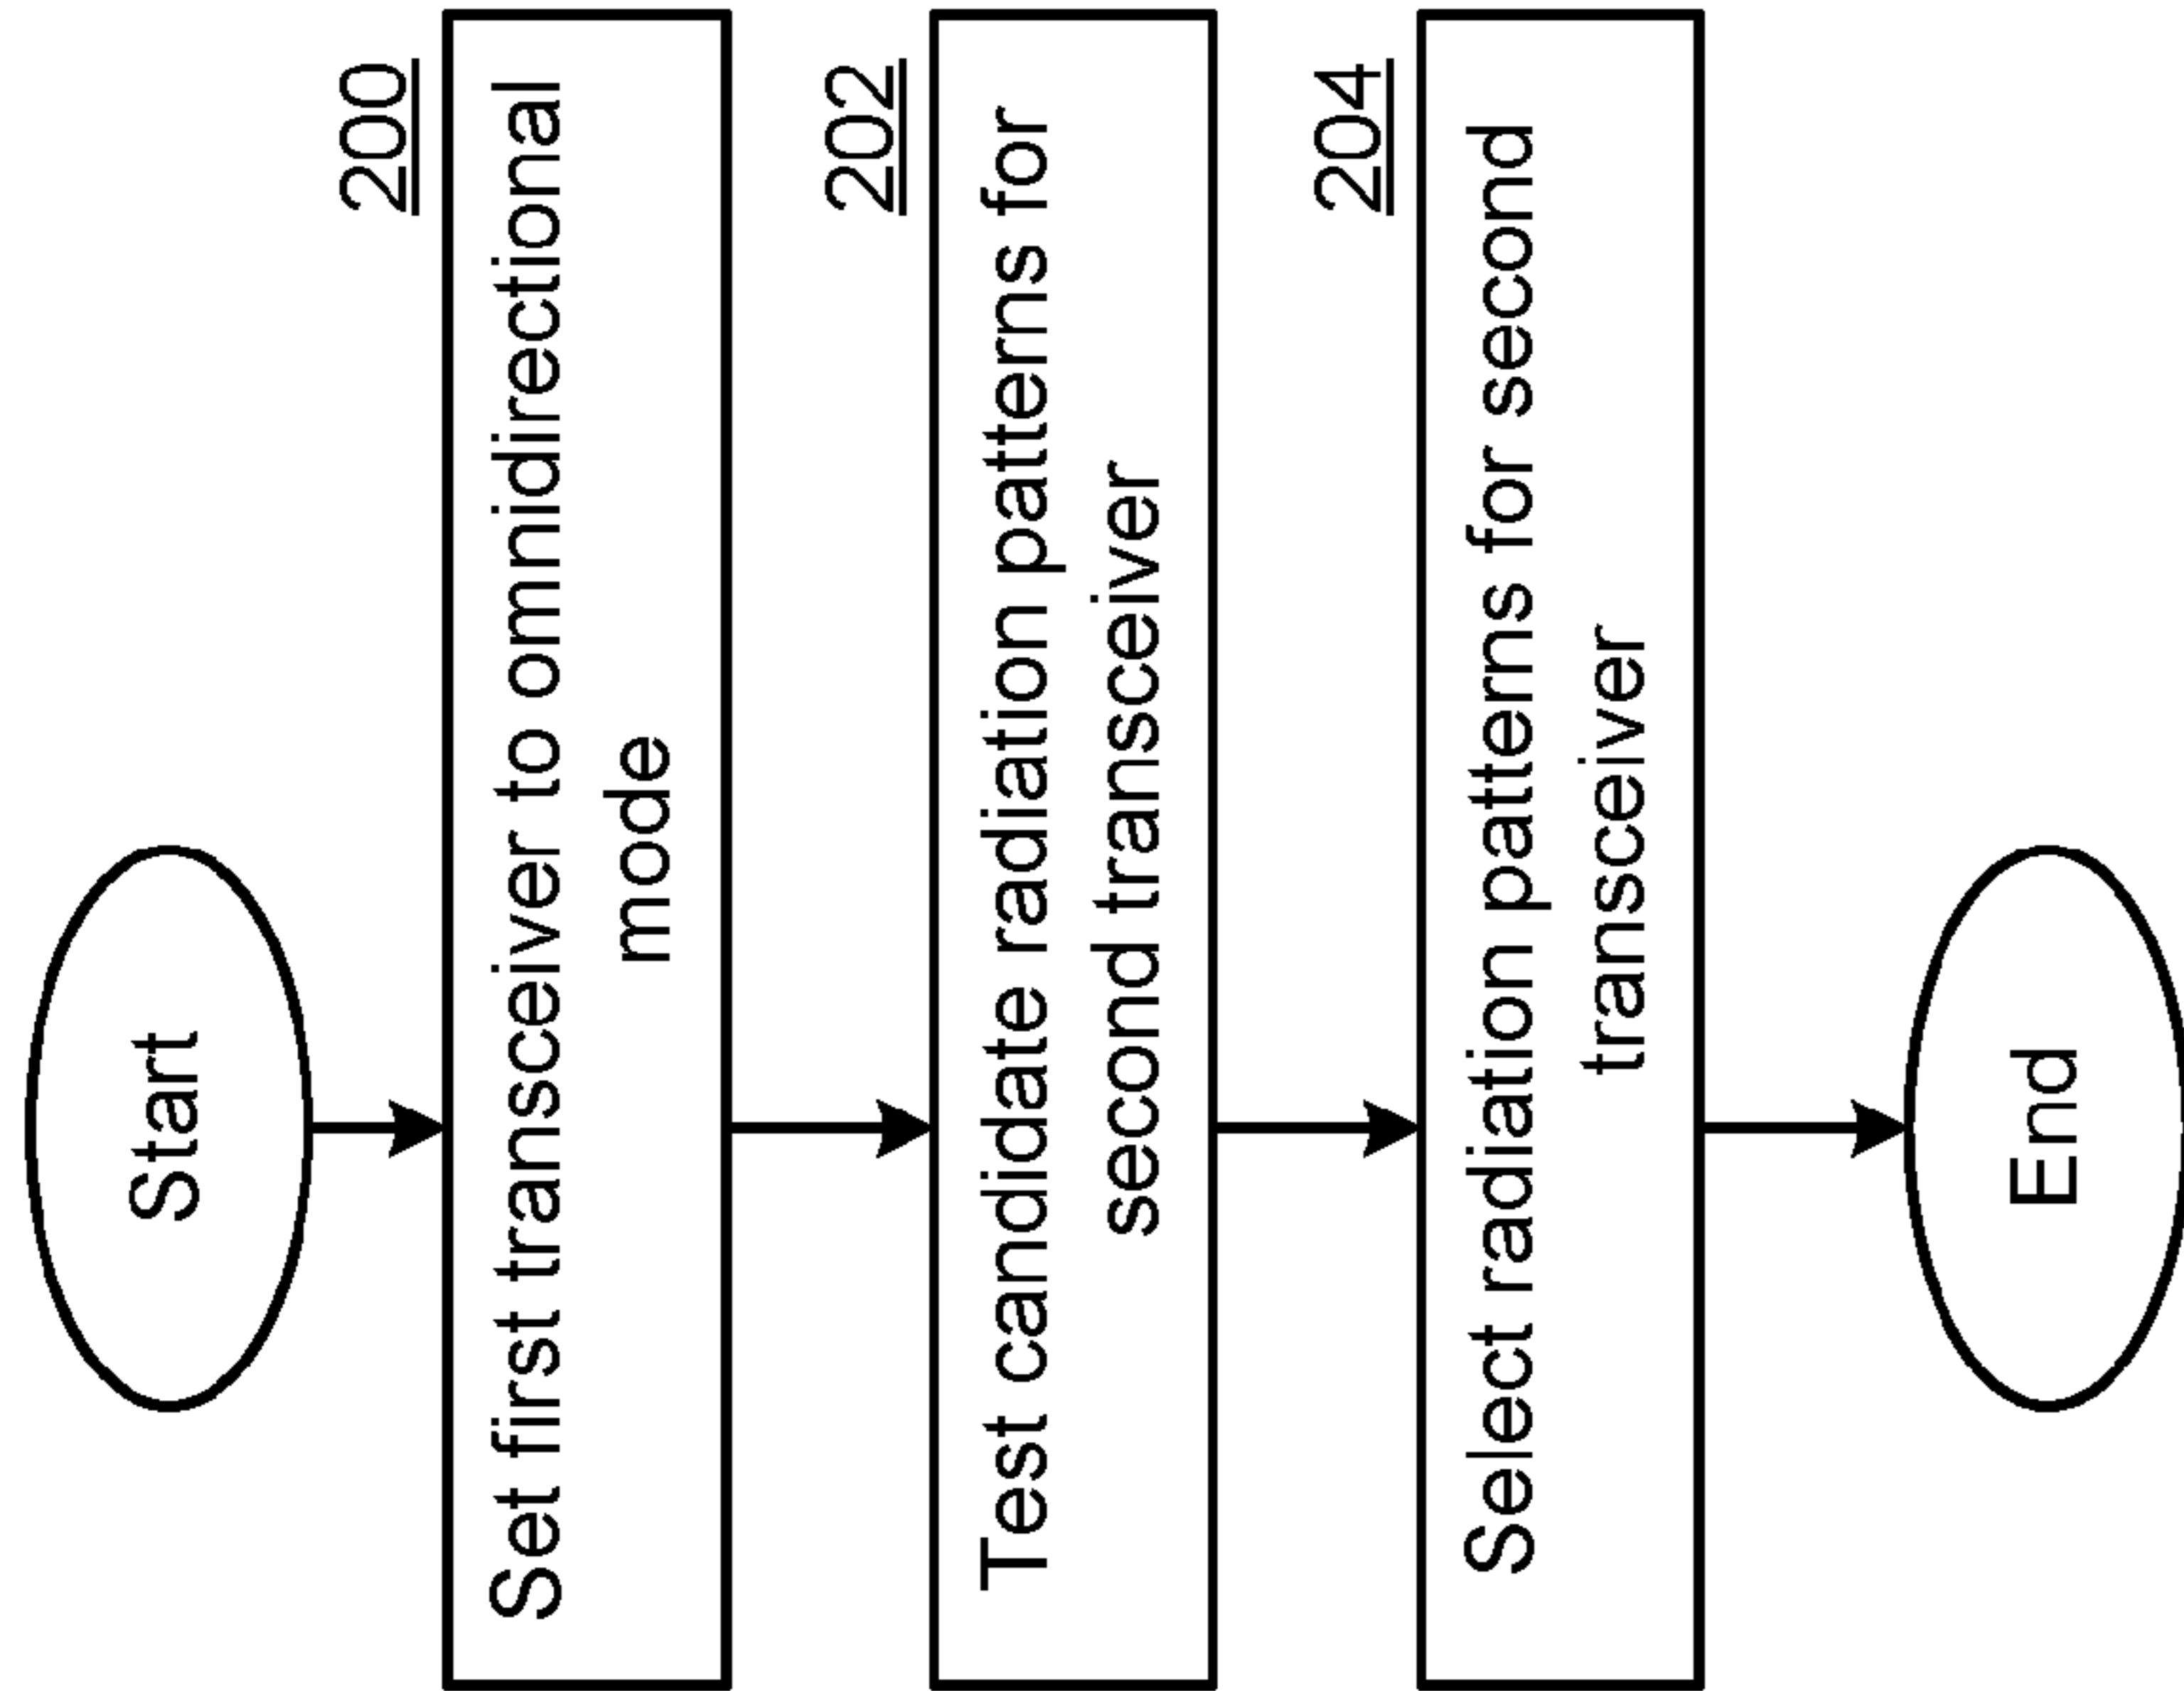 Start
200
Set first transceiver to omnidirectional
mode
202
Test candidate radiation patterns for
second transceiver
204
Select radiation patterns for second
transceiver
End